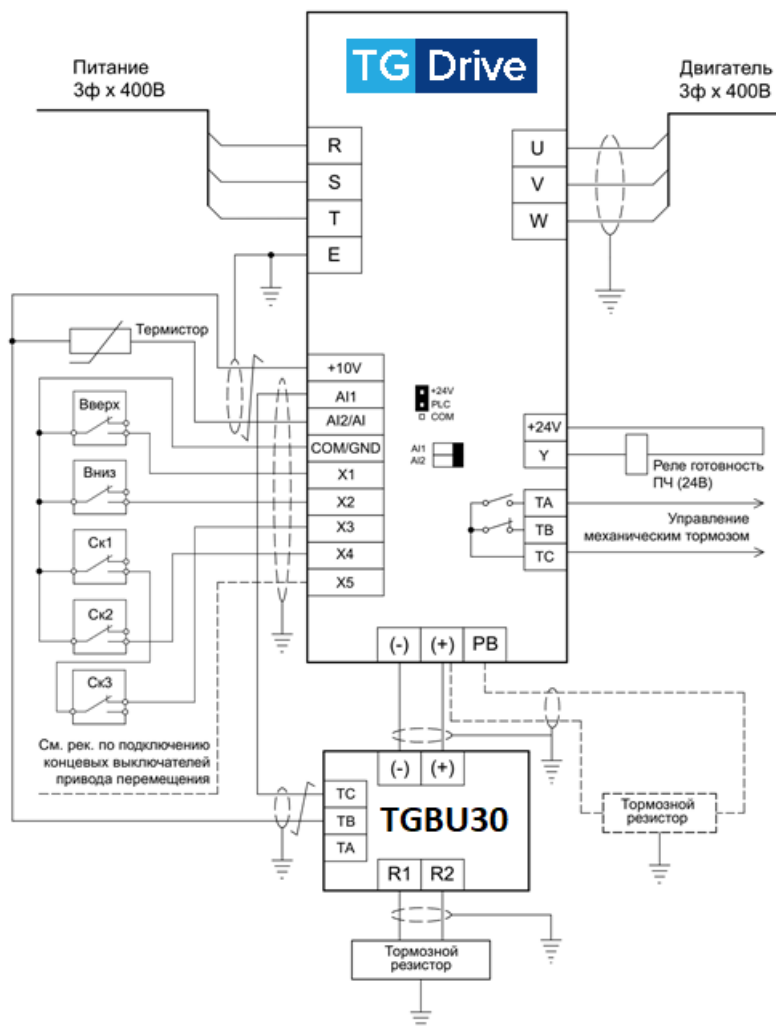 TG Drive
Питание
3ф x 400В
Двигатель
3ф x 400В
R
S
T
E
U
V
W
Термистор
+10V
AI1
AI2/AI
COM/GND
X1
X2
X3
X4
X5
Вверх
Вниз
Ск1
Ск2
Ск3
+24V
PLC
COM
AI1
AI2
+24V
Y
TA
TB
TC
Реле готовность
ПЧ (24В)
Управление
механическим тормозом
(-)
(+)
PB
См. рек. по подключению
концевых выключателей
привода перемещения
(-)
(+)
TC
TB
TA
TGBU30
R1
R2
Тормозной
резистор
Тормозной
резистор